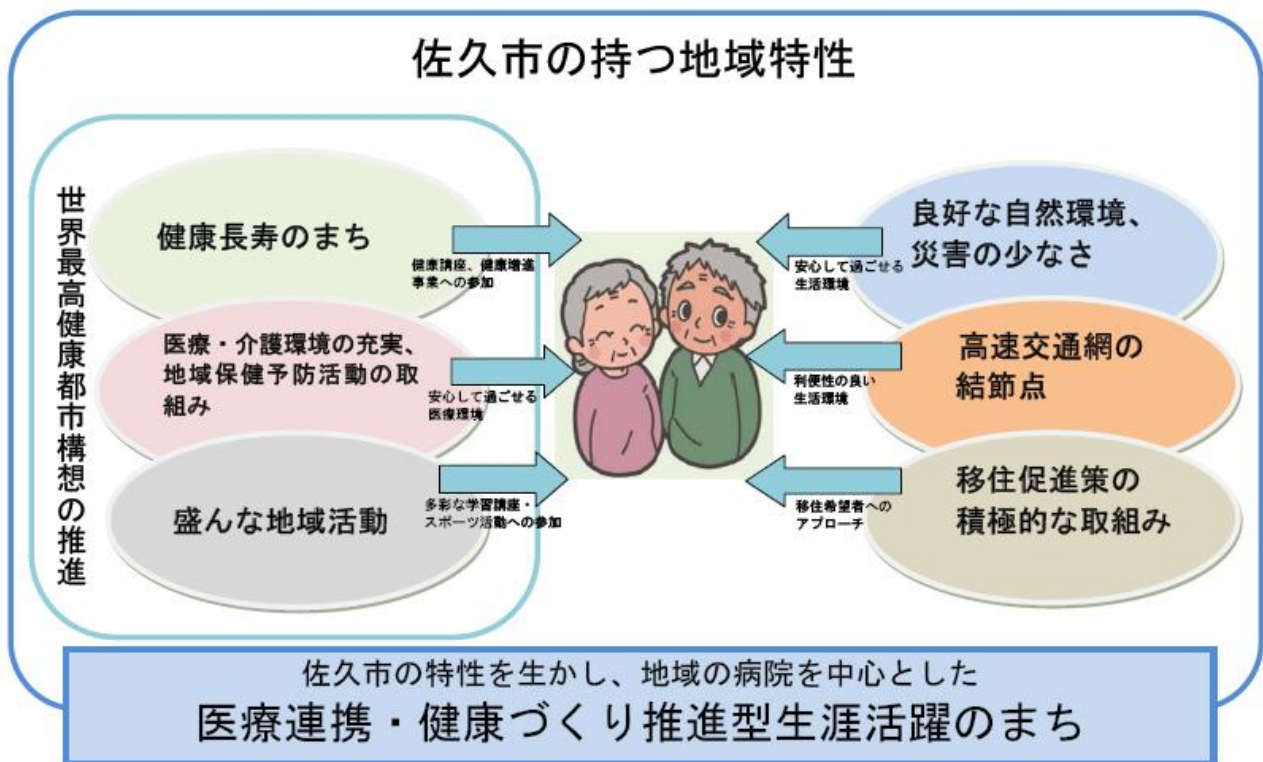 佐久市の持つ地域特性
世界最高健康都市構想の推進
健康長寿のまち
健康講座、健康増進
事業への参加
医療・介護環境の充実、
地域保健予防活動の取
組み
安心して過ごせる
医療環境
盛んな地域活動
多彩な学習講座・
スポーツ活動への参加
良好な自然環境、
災害の少なさ
安心して過ごせる
生活環境
高速交通網の
結節点
利便性の良い
生活環境
移住促進策の
積極的な取組み
移住希望者への
アプローチ
佐久市の特性を生かし、地域の病院を中心とした
医療連携・健康づくり推進型生涯活躍のまち